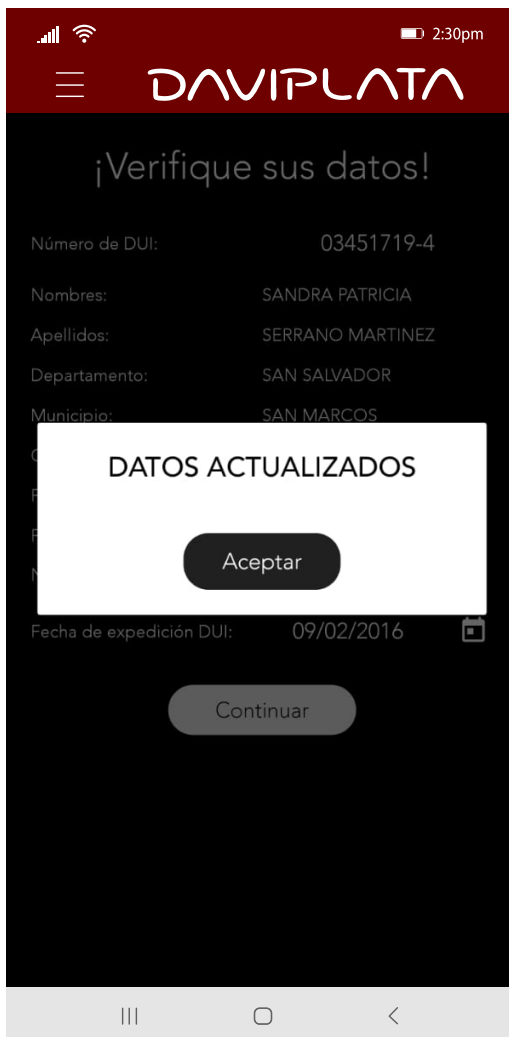 2:30pm
DAVIPLATA
¡Verifique sus datos!
Número de DUI: 03451719-4
Nombres: SANDRA PATRICIA
Apellidos: SERRANO MARTINEZ
Departamento: SAN SALVADOR
Municipio: SAN MARCOS
DATOS ACTUALIZADOS
Aceptar
Fecha de expedición DUI: 09/02/2016
Continuar